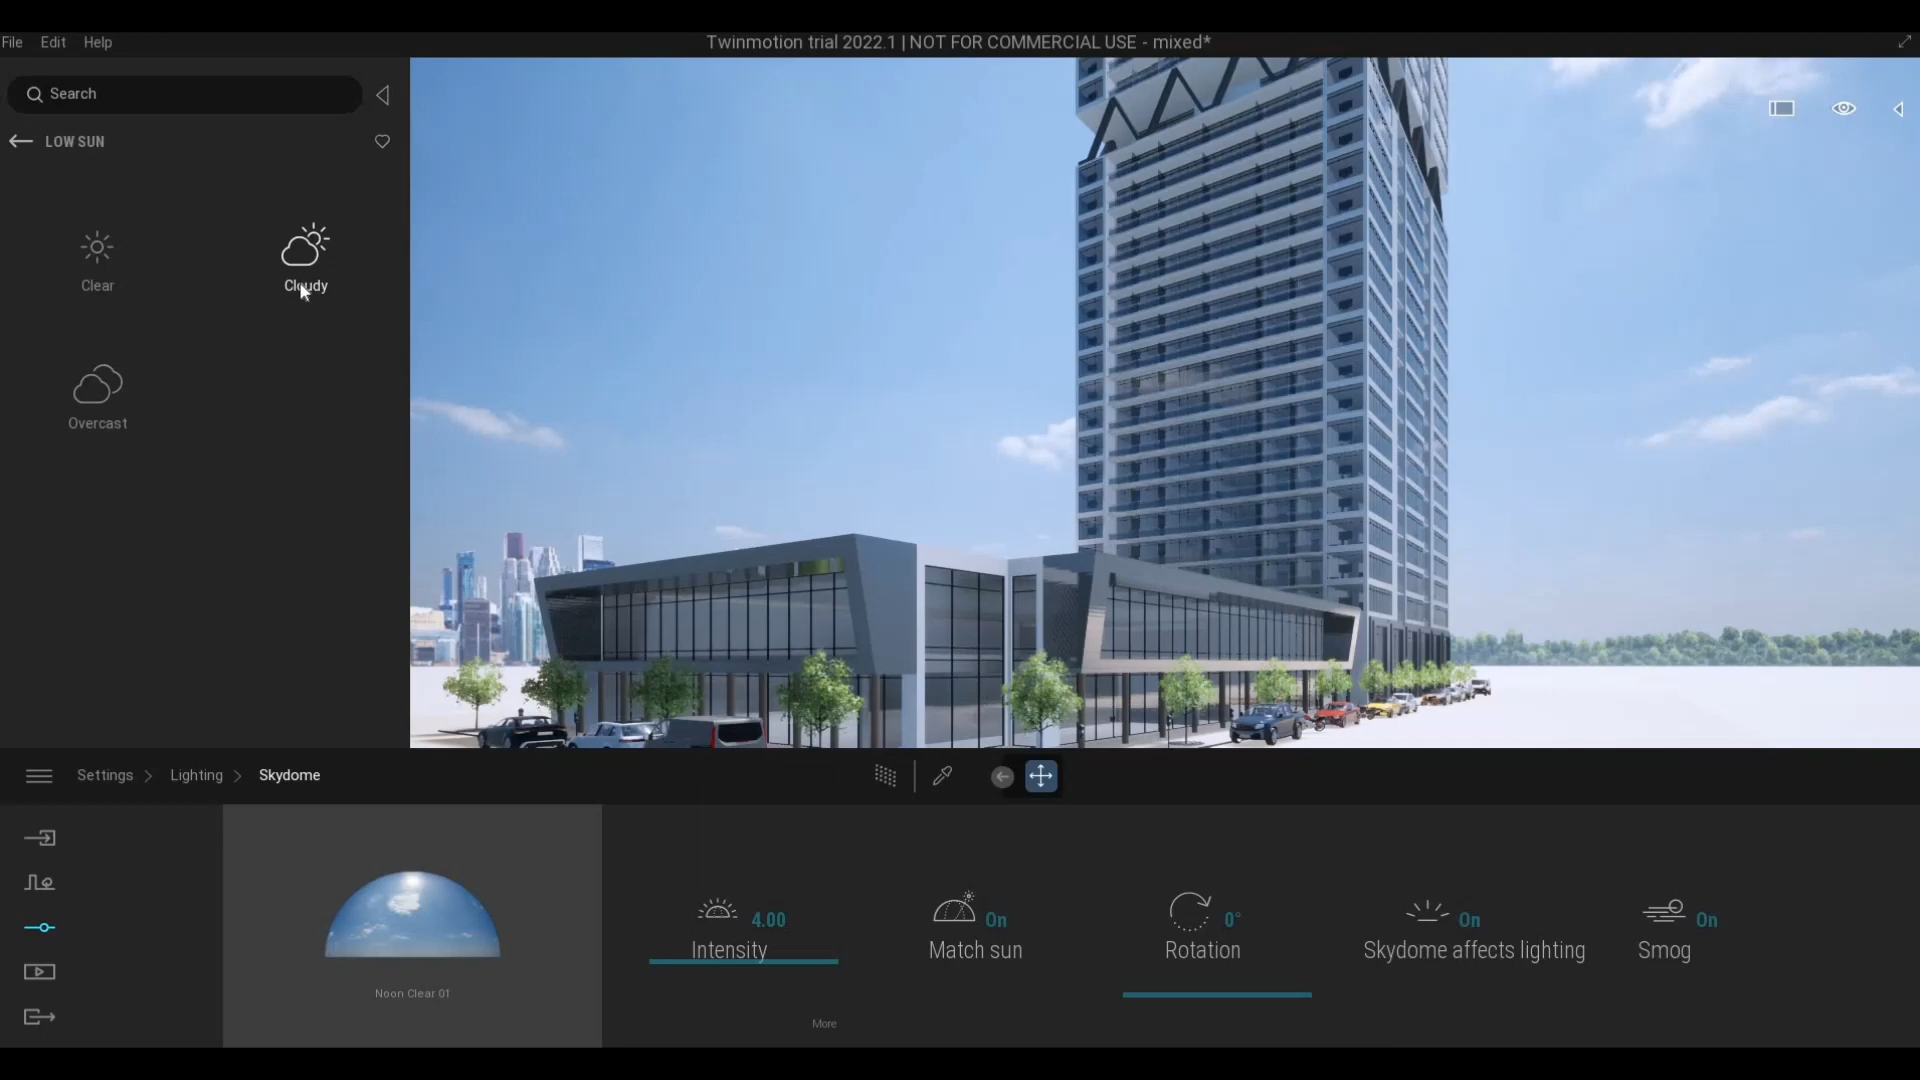 File Edit Help
Twinmotion trial 2022.1 | NOT FOR COMMERCIAL USE - mixed*
Search
LOW SUN
Clear
Cloudy
Overcast
Settings Lighting Skydome
Noon Clear 01
4.00
Intensity
More
On
Match sun
0°
Rotation
On
Skydome affects lighting
On
Smog